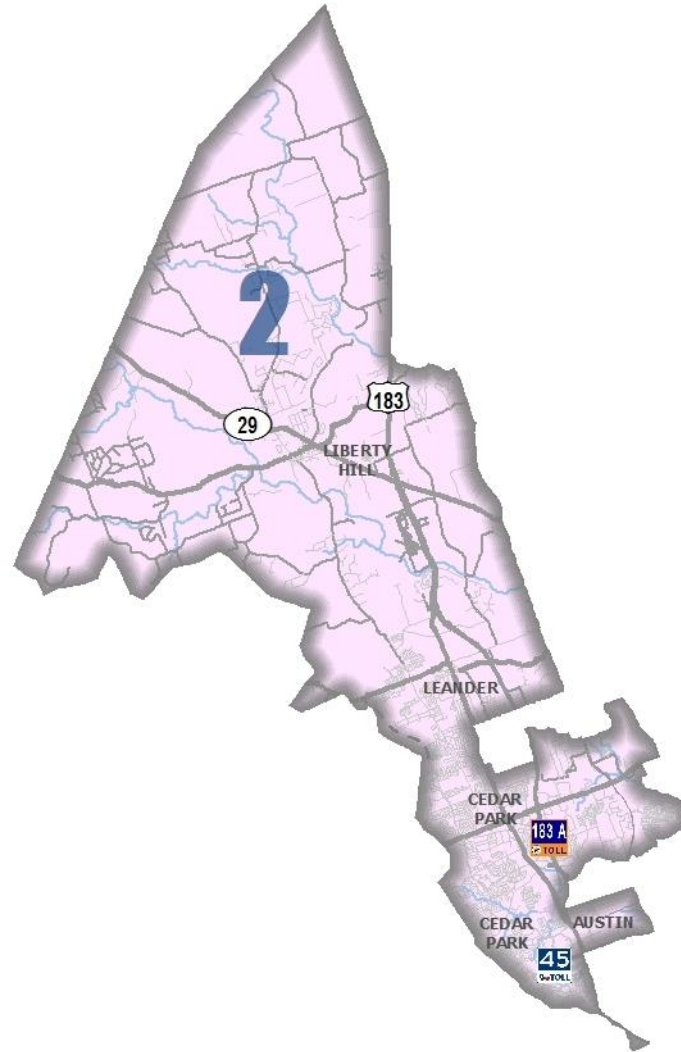 2
183
29
LIBERTY
HILL
LEANDER
CEDAR
PARK
183 A
TOLL
CEDAR
PARK
AUSTIN
45
TOLL